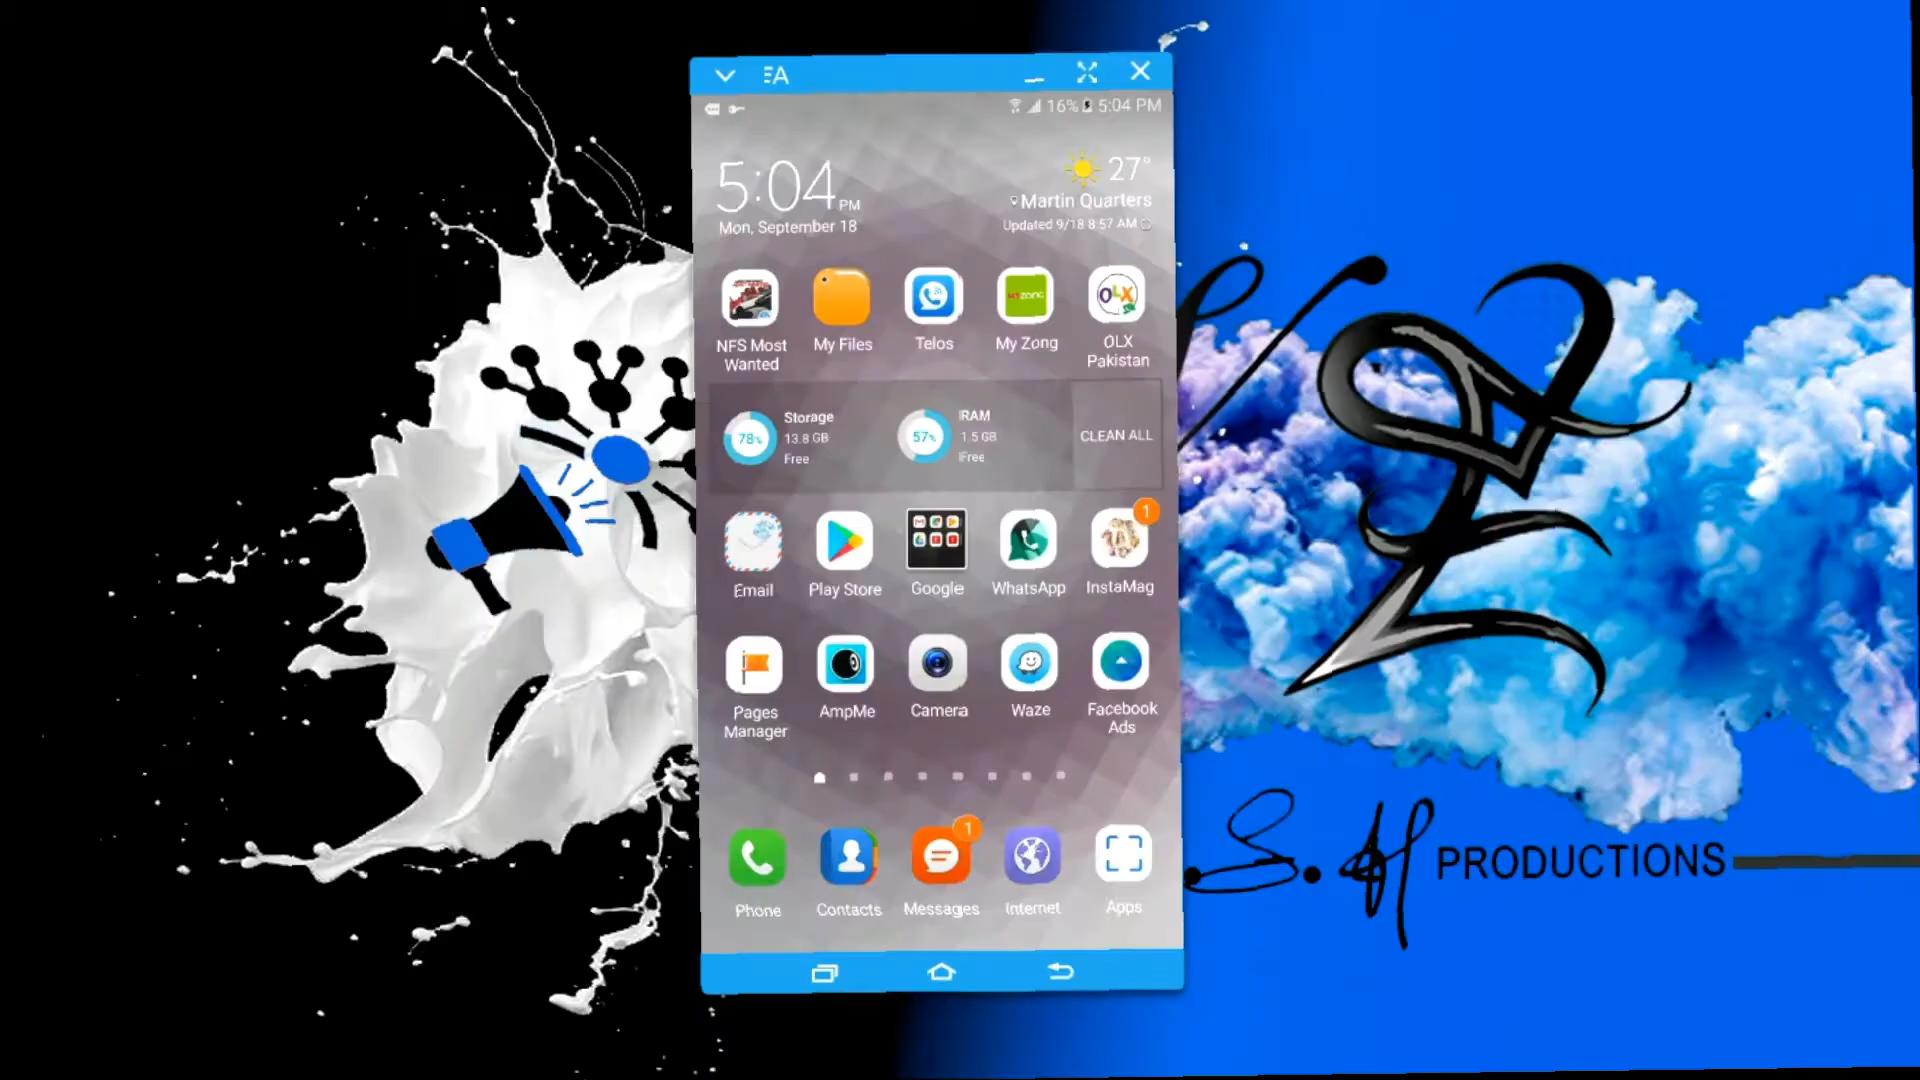 16% 5:04 PM
5:04 PM
27°
Martin Quarters
Mon, September 18
Updated 9/18 8:57 AM
NFS Most Wanted
My Files
Telos
My Zong
OLX Pakistan
Storage
78%
13.8 GB
Free
RAM
57%
1.5 GB
Free
CLEAN ALL
1
Email
Play Store
Google
WhatsApp
InstaMag
Pages Manager
AmpMe
Camera
Waze
Facebook Ads
1
Phone
Contacts
Messages
Internet
Apps
S. H PRODUCTIONS